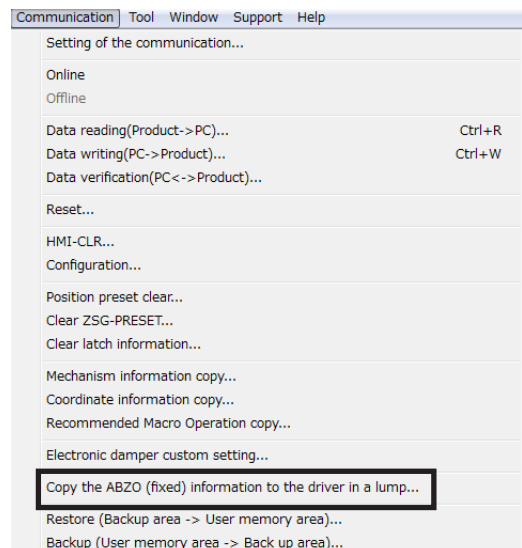 Communication Tool Window Support Help
Setting of the communication...
Online
Offline
Data reading(Product->PC)... Ctrl+R
Data writing(PC->Product)... Ctrl+W
Data verification(PC<->Product)...
Reset...
HMI-CLR...
Configuration...
Position preset clear...
Clear ZSG-PRESET...
Clear latch information...
Mechanism information copy...
Coordinate information copy...
Recommended Macro Operation copy...
Electronic damper custom setting...
Copy the ABZO (fixed) information to the driver in a lump...
Restore (Backup area -> User memory area)...
Backup (User memory area -> Back up area)...